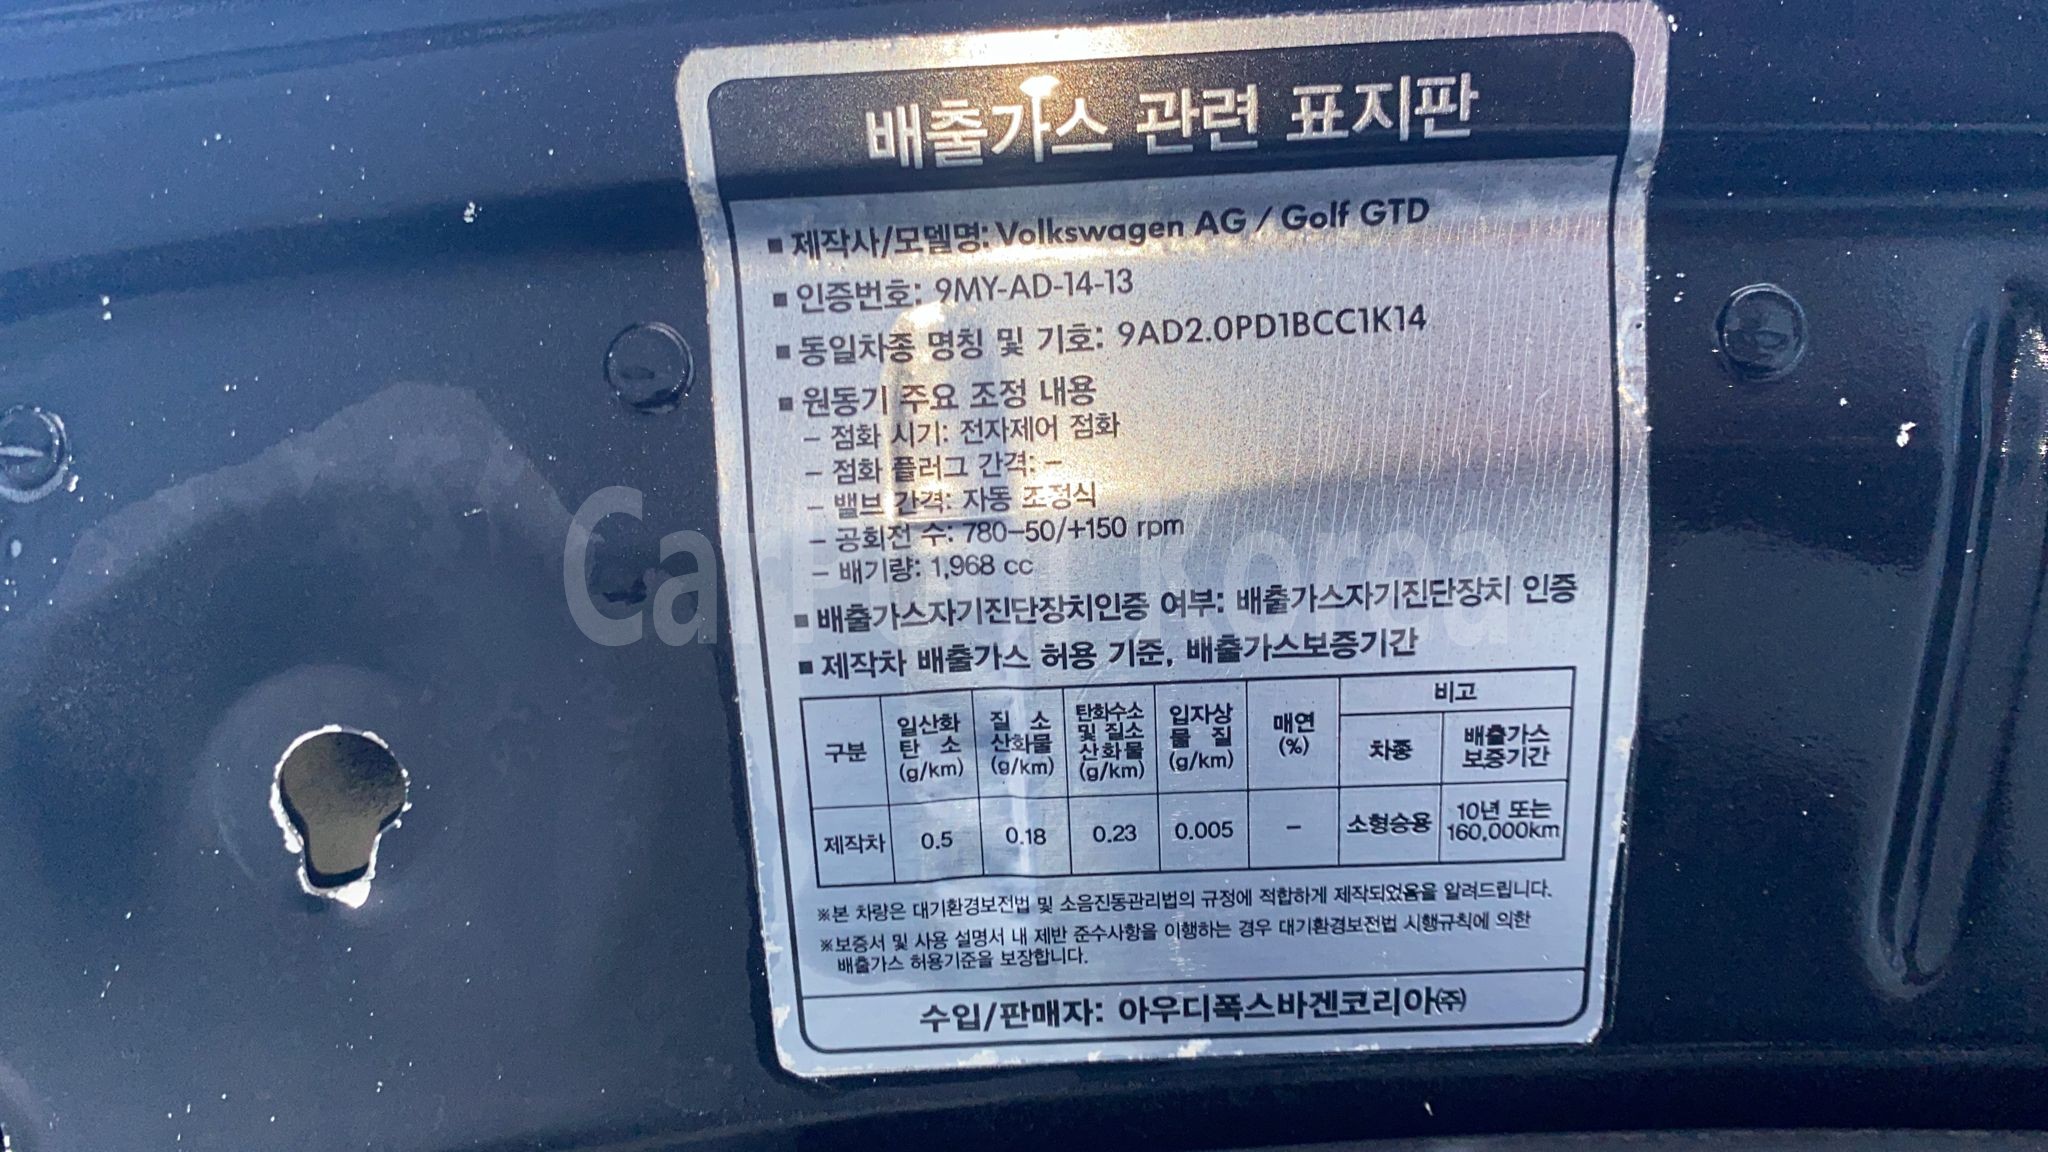 배출가스 관련 표지판
■ 제작사/모델명: Volkswagen AG / Golf GTD
■ 인증번호: 9MY-AD-14-13
■ 동일차종 명칭 및 기호: 9AD2.0PD1BCC1K14
■ 원동기 주요 조정 내용
- 점화 시기: 전자제어 점화
- 점화 플러그 간격: -
- 밸브 간격: 자동 조정식
- 공회전 수: 780-50/+150 rpm
- 배기량: 1,968 cc
■ 배출가스자기진단장치인증 여부: 배출가스자기진단장치 인증
■ 제작차 배출가스 허용 기준, 배출가스보증기간
구분
일산화
탄 소
(g/km)
질 소
산화물
(g/km)
탄화수소
및 질소
산화물
(g/km)
입자상
물 질
(g/km)
매연
(%)
비고
차종
배출가스
보증기간
제작차 0.5 0.18 0.23 0.005 - 소형승용
10년 또는
160,000km
※본 차량은 대기환경보전법 및 소음진동관리법의 규정에 적합하게 제작되었음을 알려드립니다.
※보증서 및 사용 설명서 내 제반 준수사항을 이행하는 경우 대기환경보전법 시행규칙에 의한
배출가스 허용기준을 보장합니다.
수입/판매자: 아우디폭스바겐코리아㈜
Korea